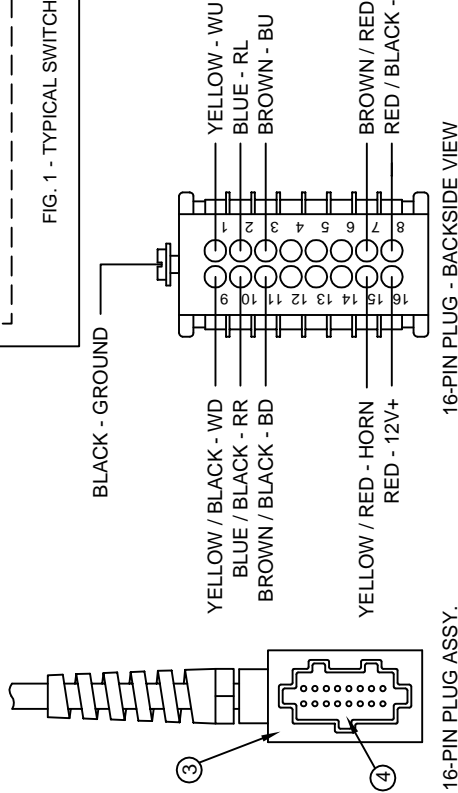 FIG. 1 - TYPICAL SWITCH
BLACK - GROUND
YELLOW / BLACK - WD
BLUE / BLACK - RR
BROWN / BLACK - BD
YELLOW / RED - HORN
RED - 12V+
YELLOW - WU
BLUE - RL
BROWN - BU
BROWN / RED
RED / BLACK -
9 1
10 2
11 3
12 4
13 5
14 6
15 7
16 8
16-PIN PLUG - BACKSIDE VIEW
3
4
16-PIN PLUG ASSY.